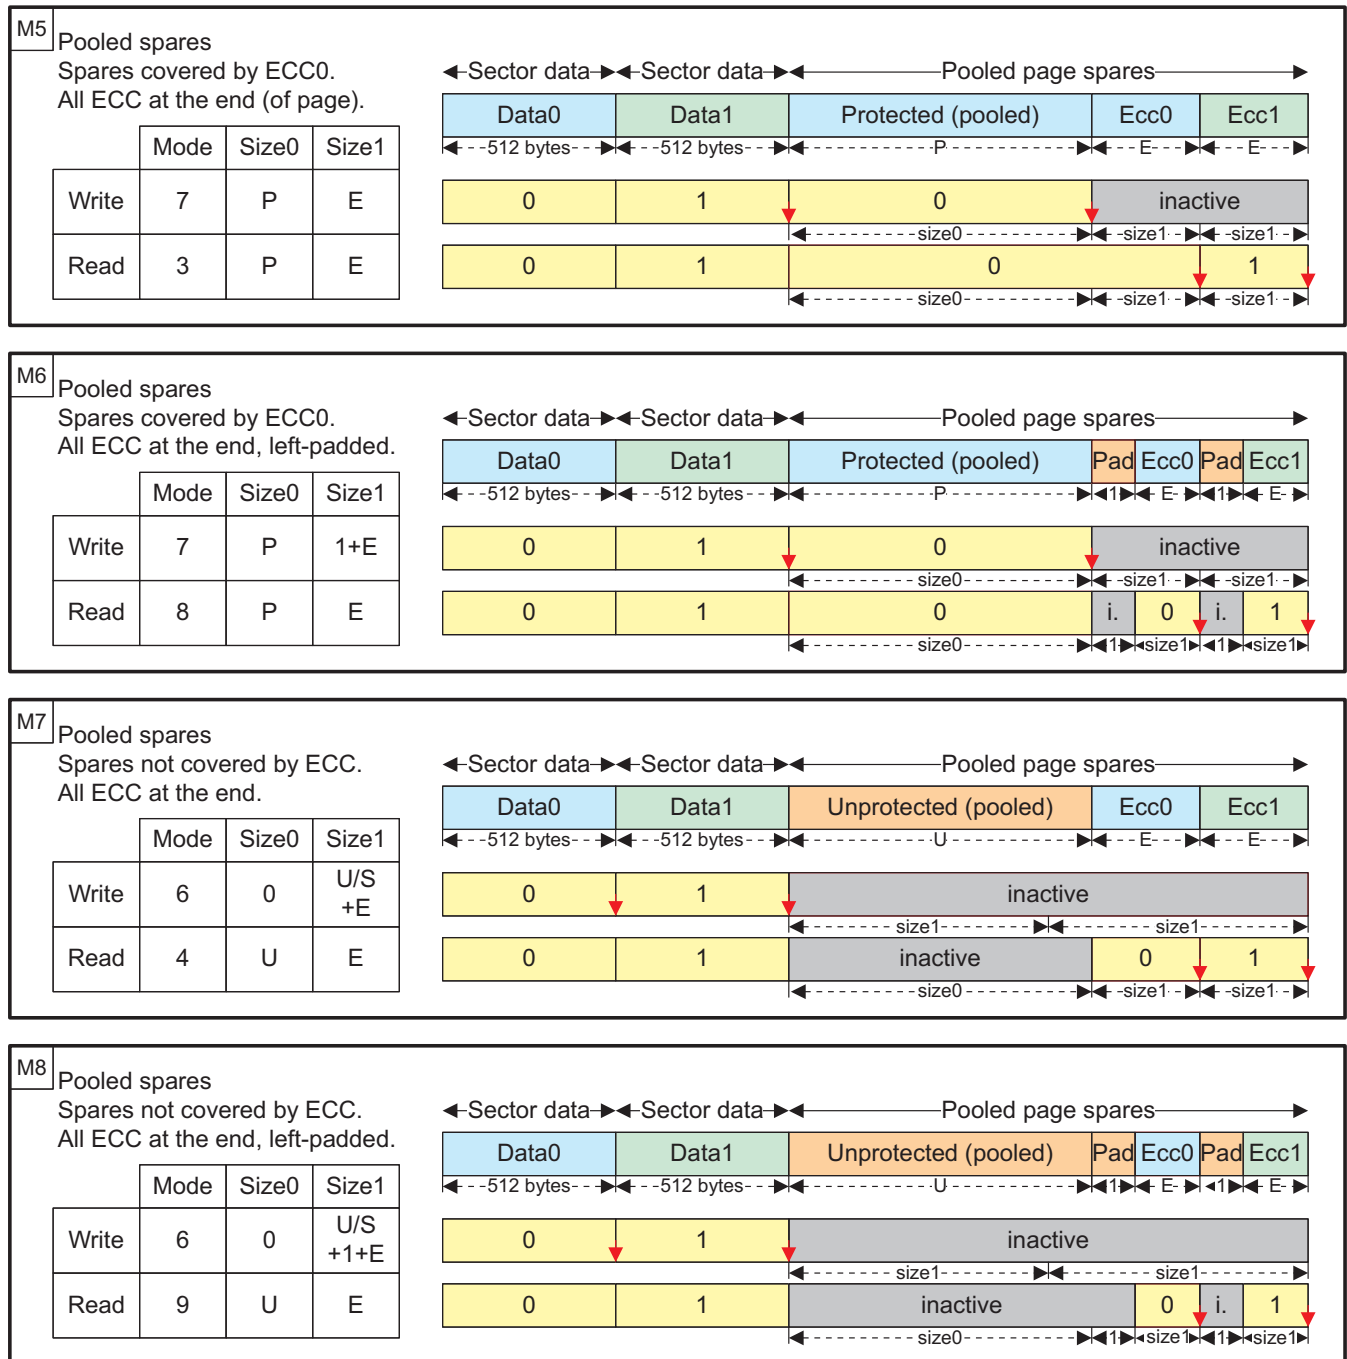 M5
Pooled spares
Spares covered by ECC0.
All ECC at the end (of page).
Mode Size0 Size1
Write 7 P E
Read 3 P E
Sector data Sector data Pooled page spares
Data0 Data1 Protected (pooled) Ecc0 Ecc1
512 bytes 512 bytes P E E
0 1 0 inactive
size0 size1 size1
0 1 0 1
size0 size1 size1
M6
Pooled spares
Spares covered by ECC0.
All ECC at the end, left-padded.
Mode Size0 Size1
Write 7 P 1+E
Read 8 P E
Sector data Sector data Pooled page spares
Data0 Data1 Protected (pooled) Pad Ecc0 Pad Ecc1
512 bytes 512 bytes P 1 E 1 E
0 1 0 inactive
size0 size1 size1
0 1 0 i. 0 i. 1
size0 1 size1 1 size1
M7
Pooled spares
Spares not covered by ECC.
All ECC at the end.
Mode Size0 Size1
Write 6 0 U/S
+E
Read 4 U E
Sector data Sector data Pooled page spares
Data0 Data1 Unprotected (pooled) Ecc0 Ecc1
512 bytes 512 bytes U E E
0 1 inactive
size1 size1
0 1 inactive 0 1
size0 size1 size1
M8
Pooled spares
Spares not covered by ECC.
All ECC at the end, left-padded.
Mode Size0 Size1
Write 6 0 U/S
+1+E
Read 9 U E
Sector data Sector data Pooled page spares
Data0 Data1 Unprotected (pooled) Pad Ecc0 Pad Ecc1
512 bytes 512 bytes U 1 E 1 E
0 1 inactive
size1 size1
0 1 inactive 0 i. 1
size0 1 size1 1 size1